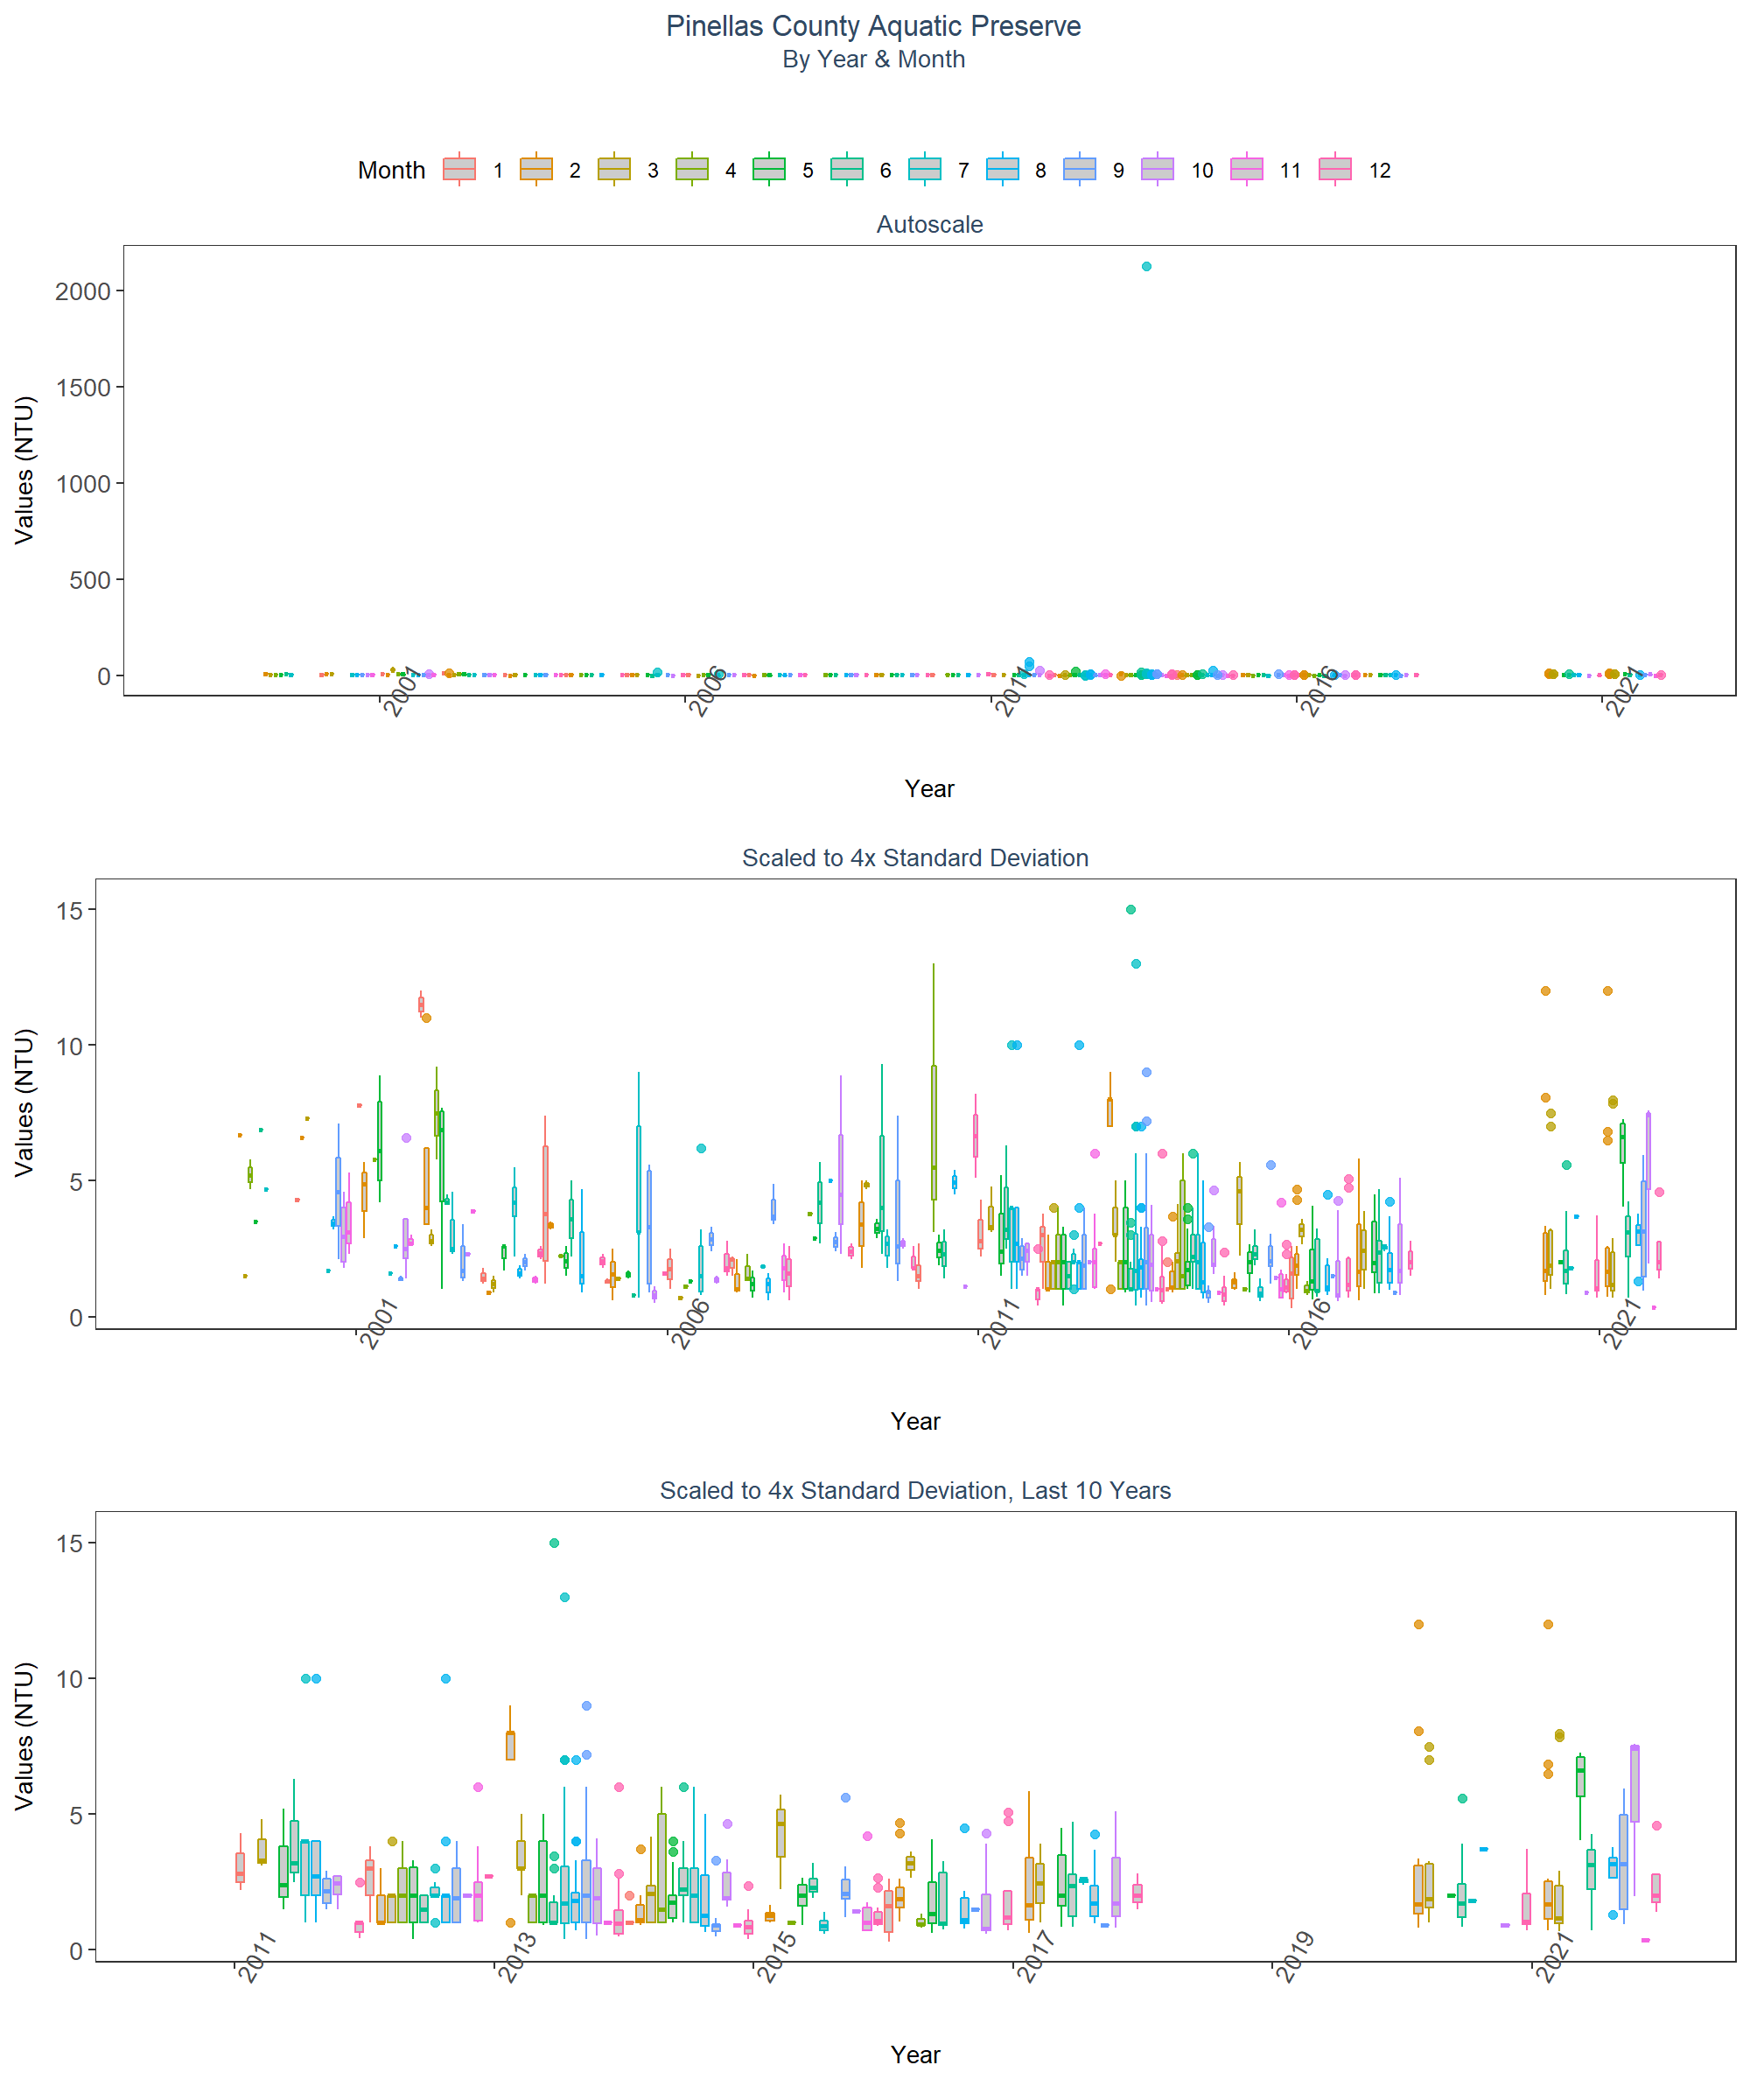 Pinellas County Aquatic Preserve
By Year & Month
Month 1 2 3 4 5 6 7 8 9 10 11 12
Autoscale
Values (NTU)
2000
1500
1000
500
0
2001 2006 2011 2016 2021
Year
Scaled to 4x Standard Deviation
Values (NTU)
15
10
5
0
2001 2006 2011 2016 2021
Year
Scaled to 4x Standard Deviation, Last 10 Years
Values (NTU)
15
10
5
0
2011 2013 2015 2017 2019 2021
Year